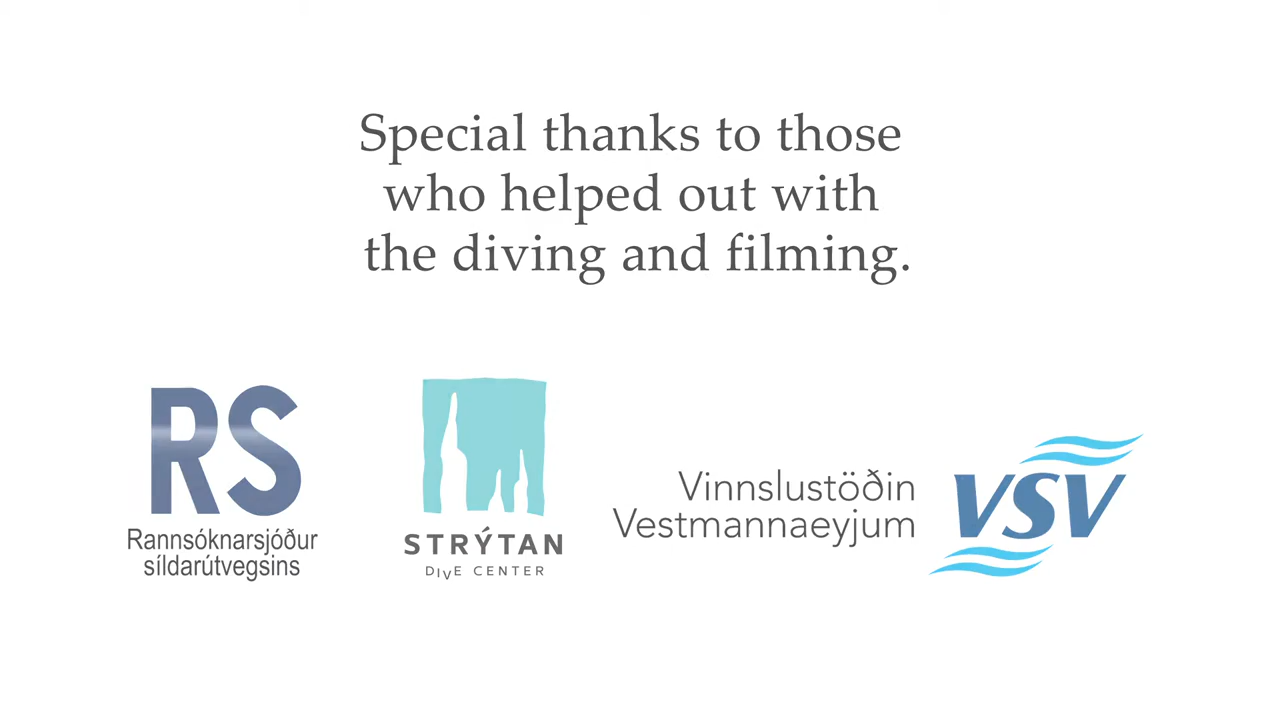 Special thanks to those
who helped out with
the diving and filming.
RS
Rannsóknarsjóður
síldarútvegsins
STRÝTAN
DIVE CENTER
Vinnslustöðin
Vestmannaeyjum
VSV